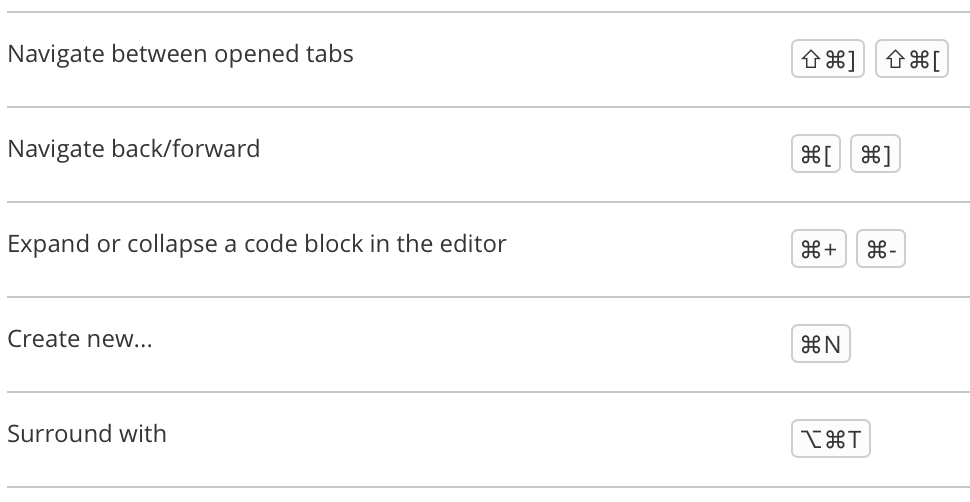 Navigate between opened tabs ⇧⌘] ⇧⌘[
Navigate back/forward ⌘[ ⌘]
Expand or collapse a code block in the editor ⌘+ ⌘-
Create new... ⌘N
Surround with ⌥⌘T